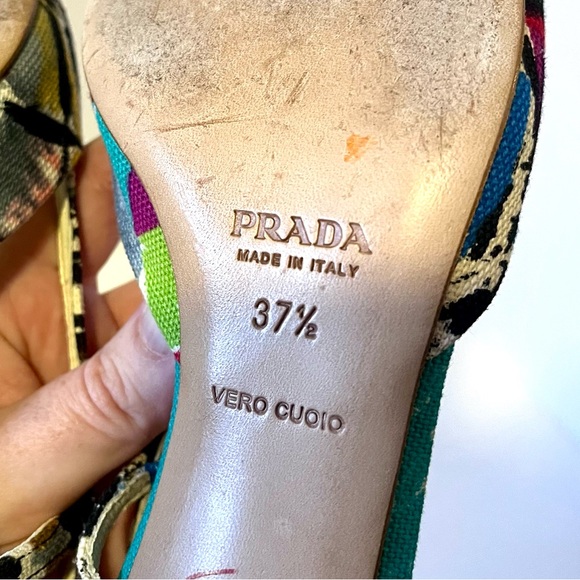 PRADA
MADE IN ITALY
37½
VERO CUOIO